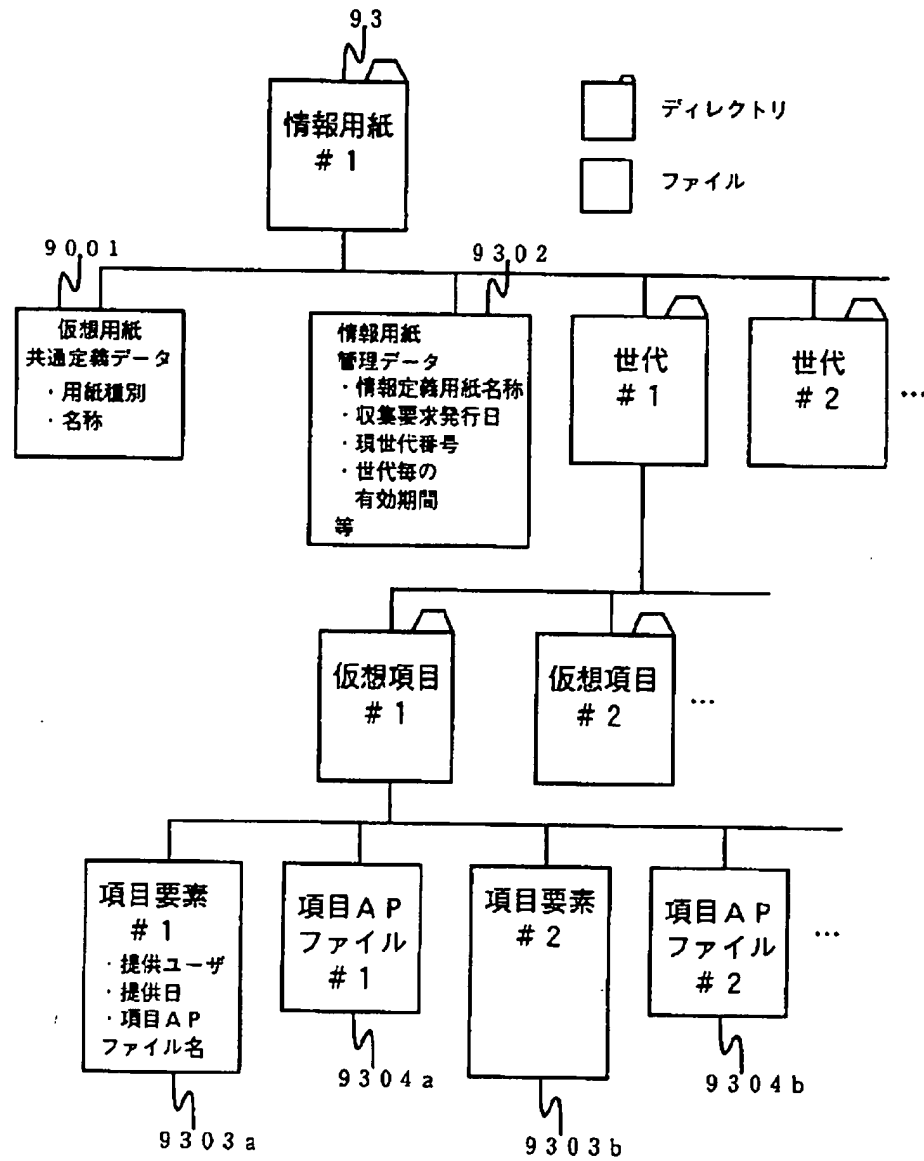 93
情報用紙
#1
ディレクトリ
ファイル
9001
9302
仮想用紙
共通定義データ
・用紙種別
・名称
情報用紙
管理データ
・情報定義用紙名称
・収集要求発行日
・現世代番号
・世代毎の
有効期間
等
世代
#1
世代
#2
…
仮想項目
#1
仮想項目
#2
…
項目要素
#1
・提供ユーザ
・提供日
・項目AP
ファイル名
項目AP
ファイル
#1
項目要素
#2
項目AP
ファイル
#2
…
9303a
9304a
9303b
9304b